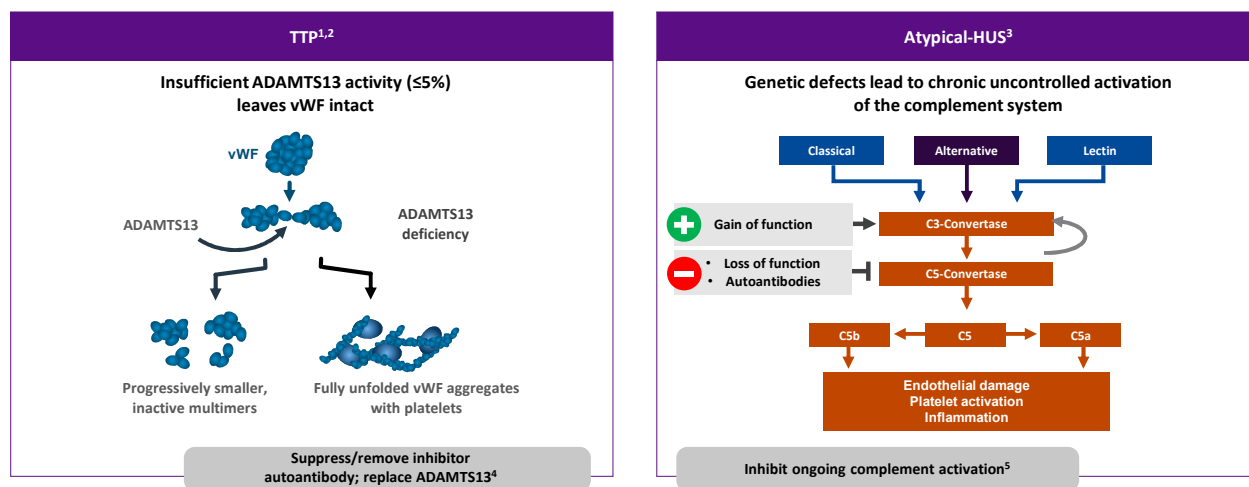 TTP1,2
Insufficient ADAMTS13 activity (≤5%)
leaves vWF intact
vWF
ADAMTS13
ADAMTS13
deficiency
Progressively smaller,
inactive multimers
Fully unfolded vWF aggregates
with platelets
Suppress/remove inhibitor
autoantibody; replace ADAMTS13⁴
Atypical-HUS³
Genetic defects lead to chronic uncontrolled activation
of the complement system
Classical
Alternative
Lectin
Gain of function
C3-Convertase
• Loss of function
• Autoantibodies
C5-Convertase
C5b
C5
C5a
Endothelial damage
Platelet activation
Inflammation
Inhibit ongoing complement activation⁵